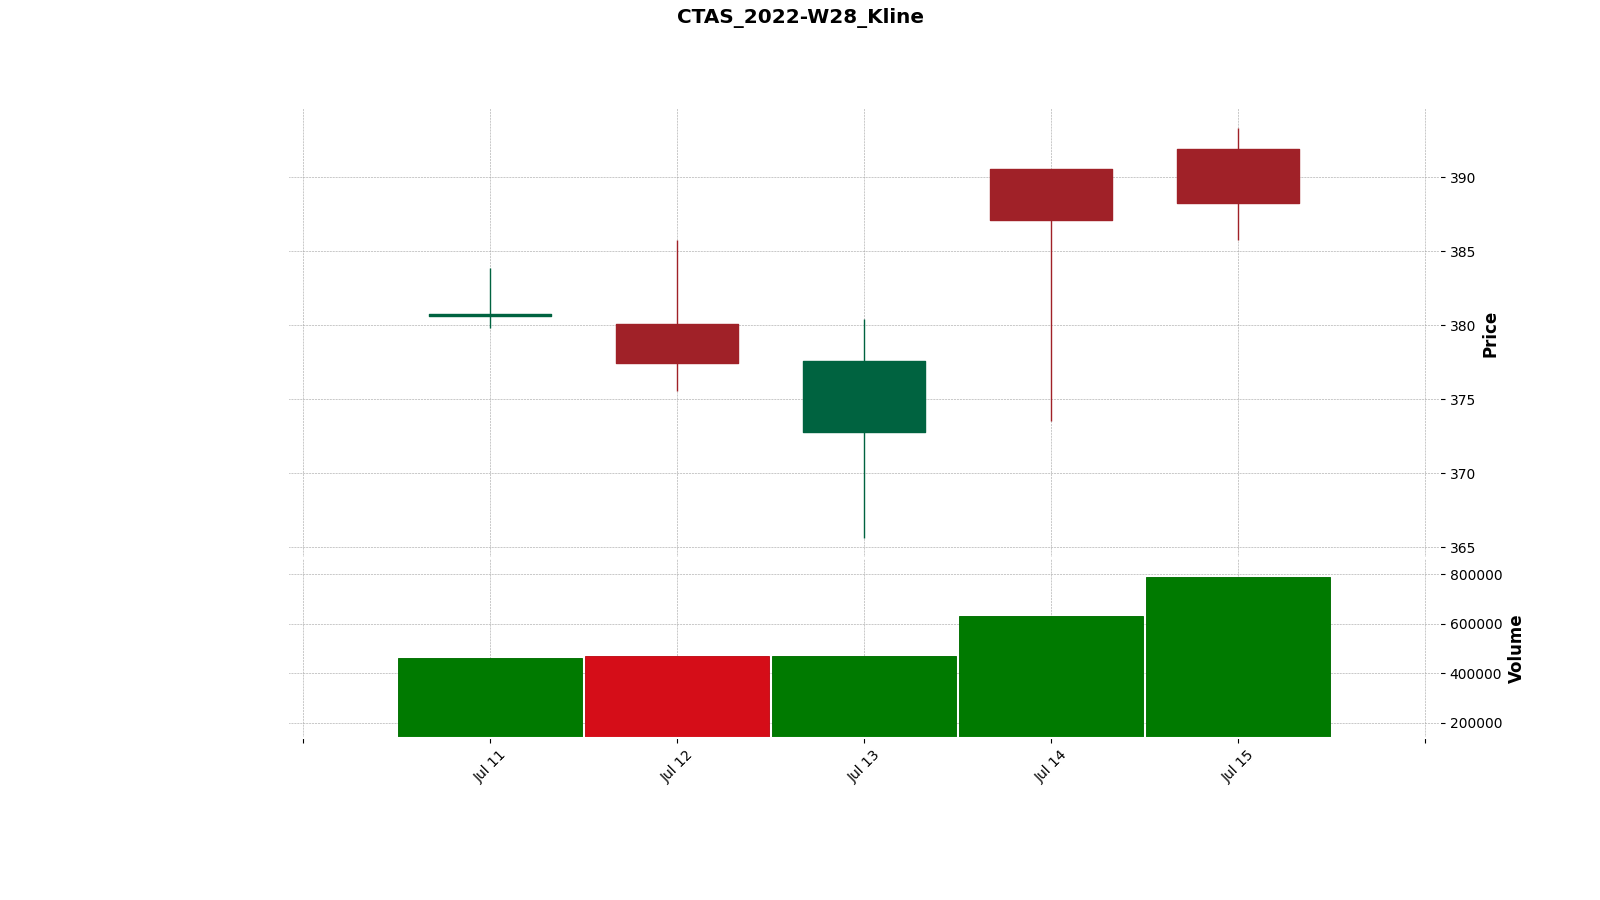 CTAS_2022-W28_Kline
390
385
380
375
370
365
Price
800000
600000
400000
200000
Volume
Jul 11
Jul 12
Jul 13
Jul 14
Jul 15